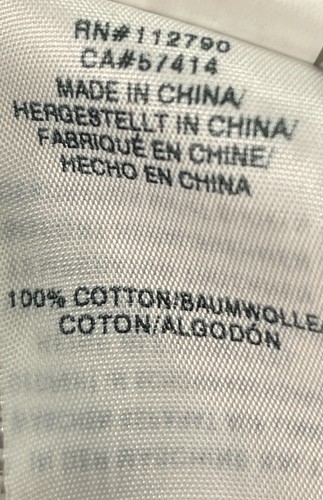 RN#112790
CA#57414
MADE IN CHINA/
HERGESTELLT IN CHINA/
FABRIQUÉ EN CHINE/
HECHO EN CHINA
100% COTTON/BAUMWOLLE/
COTON/ALGODÓN